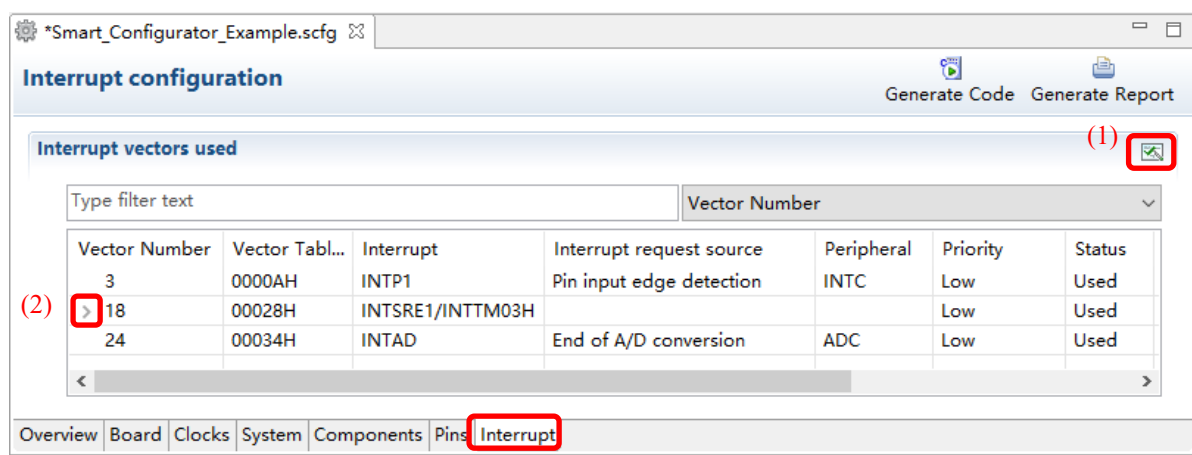 *Smart_Configurator_Example.scfg
Interrupt configuration
Generate Code Generate Report
Interrupt vectors used
(1)
Type filter text Vector Number
Vector Number Vector Tabl... Interrupt Interrupt request source Peripheral Priority Status
3 0000AH INTP1 Pin input edge detection INTC Low Used
(2) > 18 00028H INTSRE1/INTTM03H Low Used
24 00034H INTAD End of A/D conversion ADC Low Used
Overview Board Clocks System Components Pins Interrupt